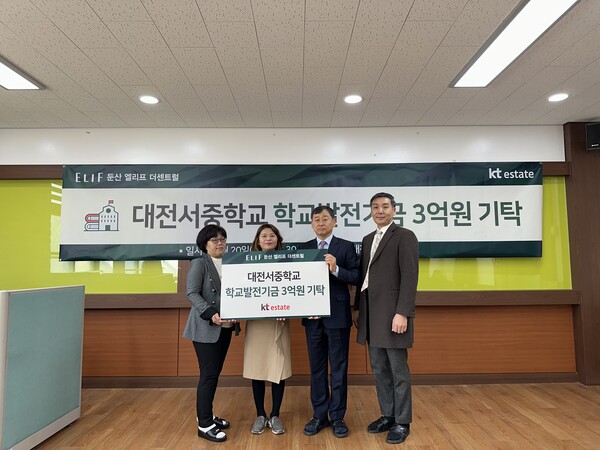 ELIF 둔산 엘리프 더센트럴
kt estate
대전서중학교 학교발전기금 3억원 기탁
ELIF 둔산 엘리프 더센트럴
대전서중학교
학교발전기금 3억원 기탁
kt estate